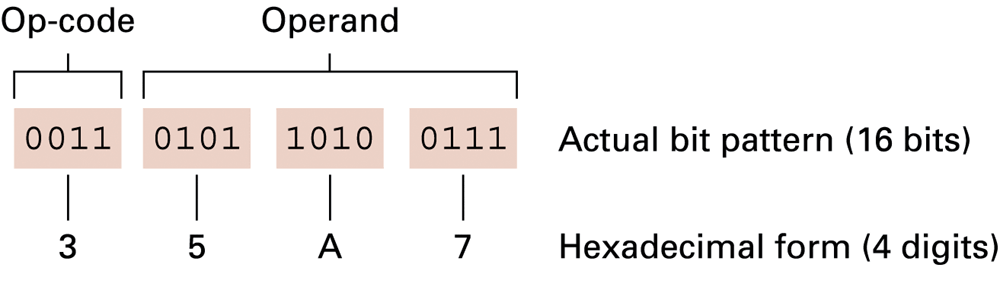 Op-code Operand
0011 0101 1010 0111 Actual bit pattern (16 bits)
3 5 A 7 Hexadecimal form (4 digits)